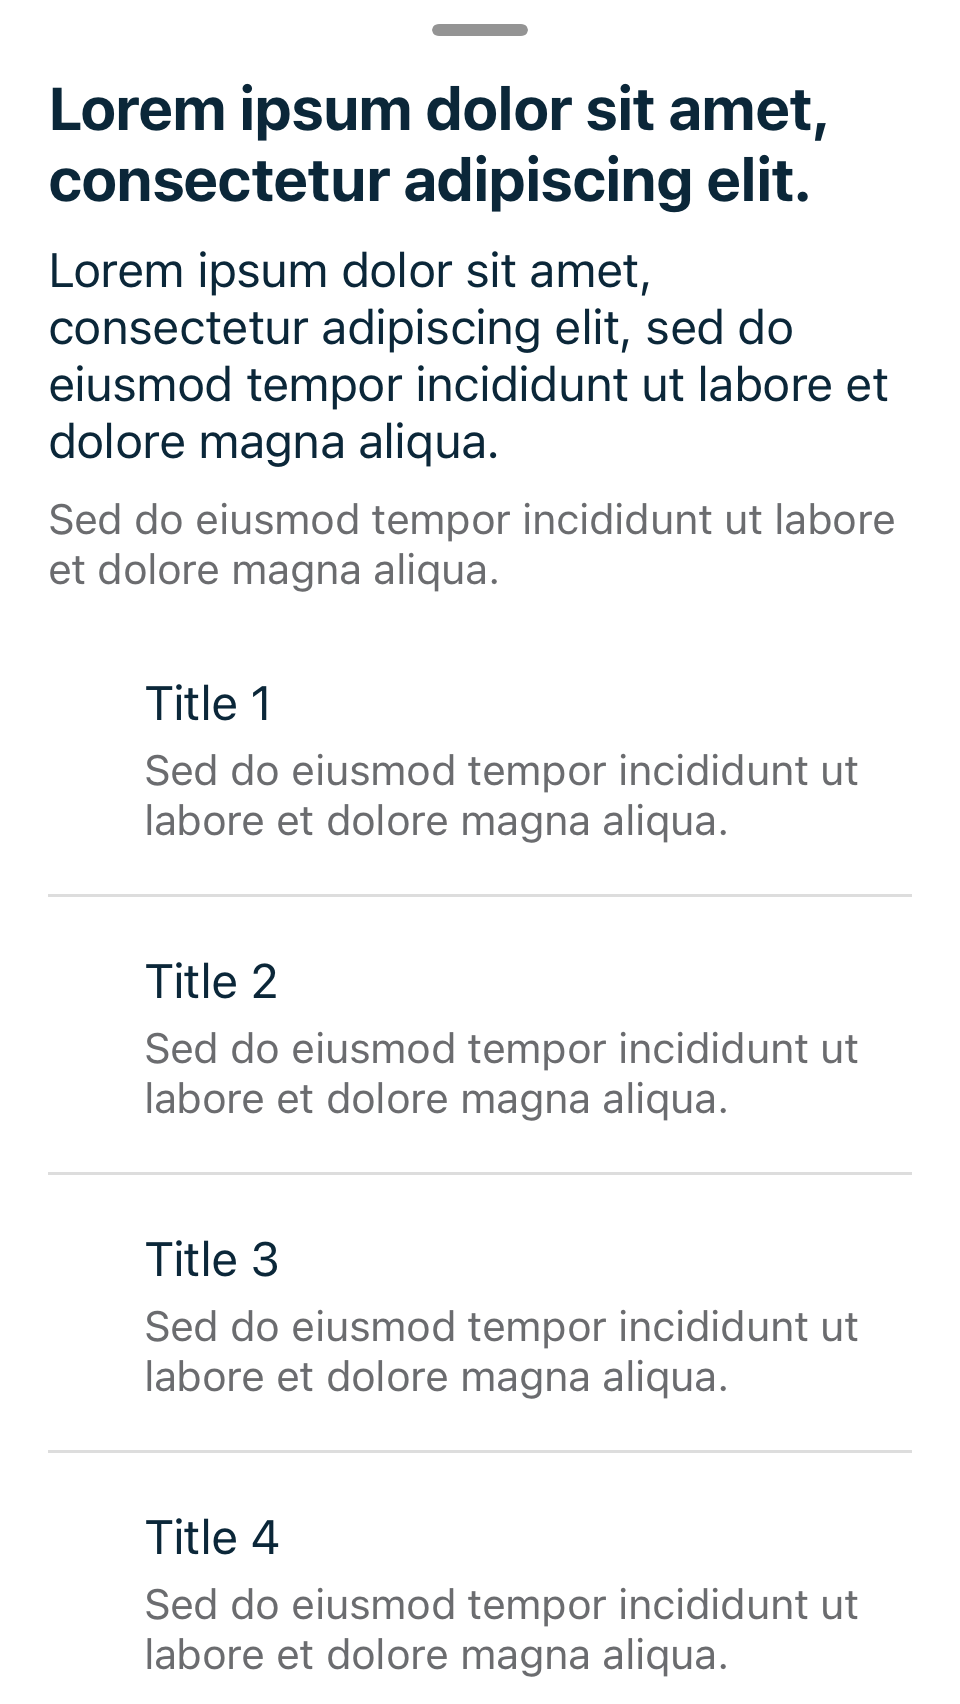 Lorem ipsum dolor sit amet,
consectetur adipiscing elit.
Lorem ipsum dolor sit amet,
consectetur adipiscing elit, sed do
eiusmod tempor incididunt ut labore et
dolore magna aliqua.
Sed do eiusmod tempor incididunt ut labore
et dolore magna aliqua.
Title 1
Sed do eiusmod tempor incididunt ut
labore et dolore magna aliqua.
Title 2
Sed do eiusmod tempor incididunt ut
labore et dolore magna aliqua.
Title 3
Sed do eiusmod tempor incididunt ut
labore et dolore magna aliqua.
Title 4
Sed do eiusmod tempor incididunt ut
labore et dolore magna aliqua.